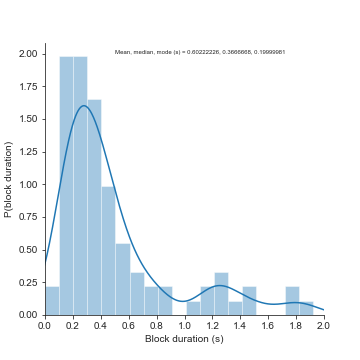 Mean, median, mode (s) = 0.60222226, 0.3666668, 0.19999981
2.00
1.75
1.50
1.25
1.00
0.75
0.50
0.25
0.00
P(block duration)
0.0 0.2 0.4 0.6 0.8 1.0 1.2 1.4 1.6 1.8 2.0
Block duration (s)